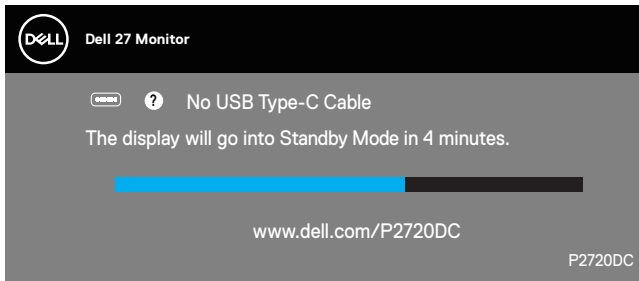 DELL
Dell 27 Monitor
? No USB Type-C Cable
The display will go into Standby Mode in 4 minutes.
www.dell.com/P2720DC
P2720DC